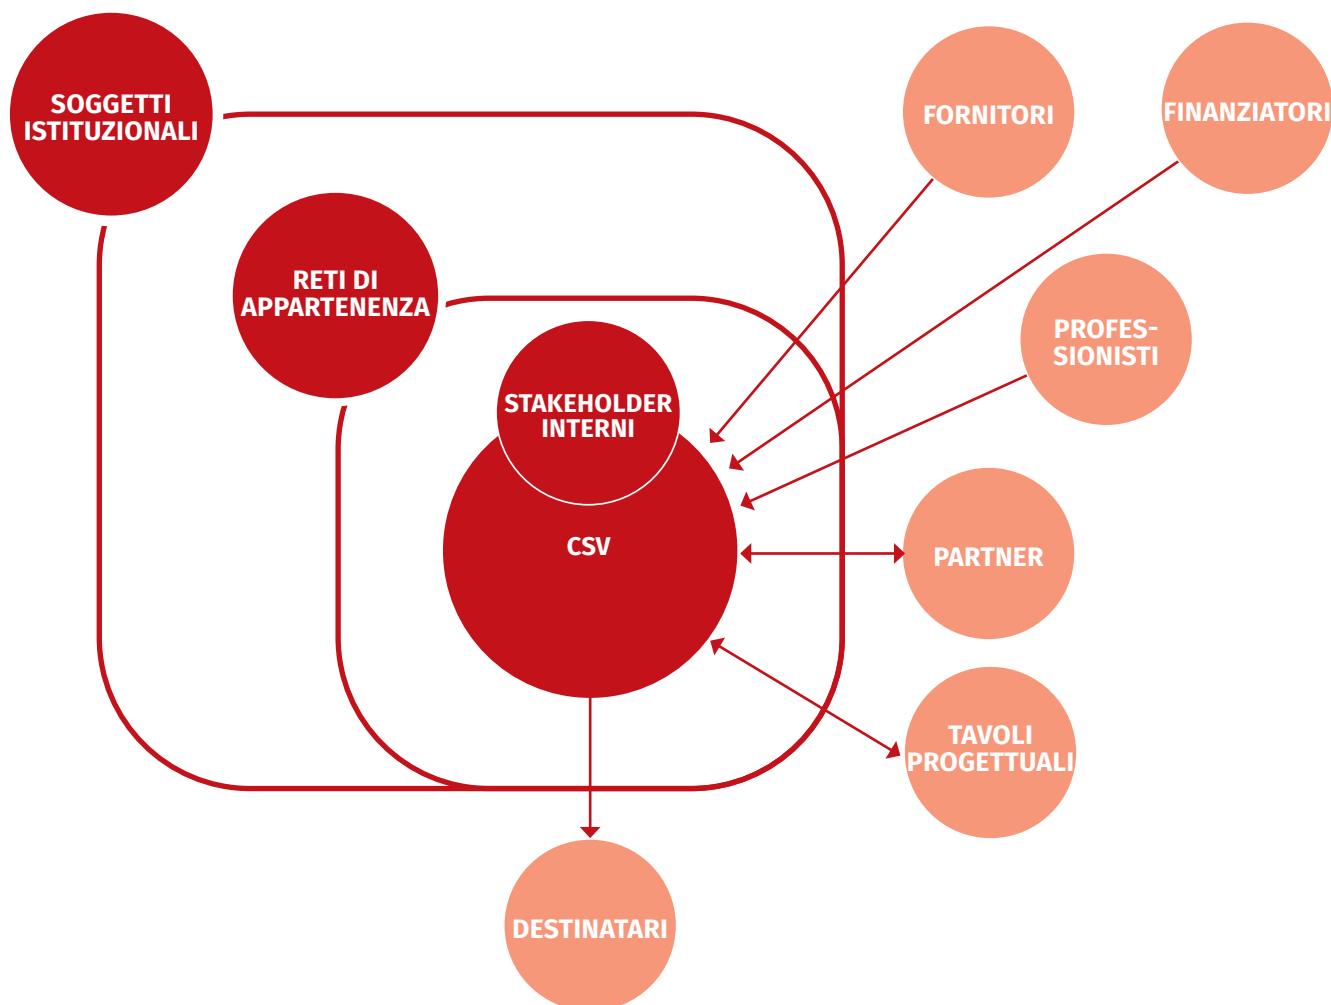 SOGGETTI
ISTITUZIONALI
FORNITORI
FINANZIATORI
RETI DI
APPARTENENZA
PROFES-
SIONISTI
STAKEHOLDER
INTERNI
CSV
PARTNER
TAVOLI
PROGETTUALI
DESTINATARI